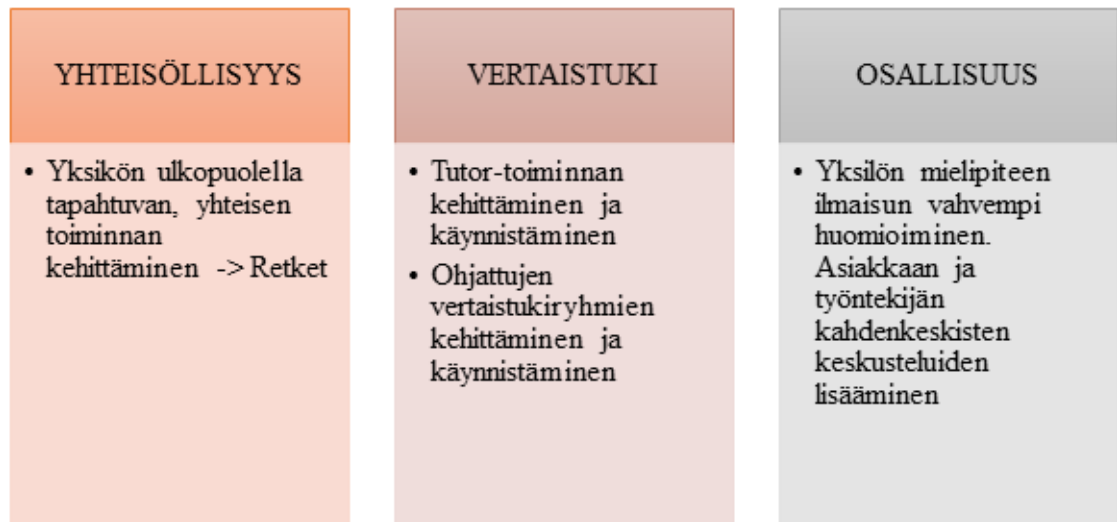 YHTEISÖLLISYYS
• Yksikön ulkopuolella
tapahtuvan, yhteisen
toiminnan
kehittäminen -> Retket
VERTAISTUKI
• Tutor-toiminnan
kehittäminen ja
käynnistäminen
• Ohjattujen
vertaistukiryhmien
kehittäminen ja
käynnistäminen
OSALLISUUS
• Yksilön mielipiteen
ilmaisun vahvempi
huomioiminen.
Asiakkaan ja
työntekijän
kahdenkeskisten
keskusteluiden
lisääminen